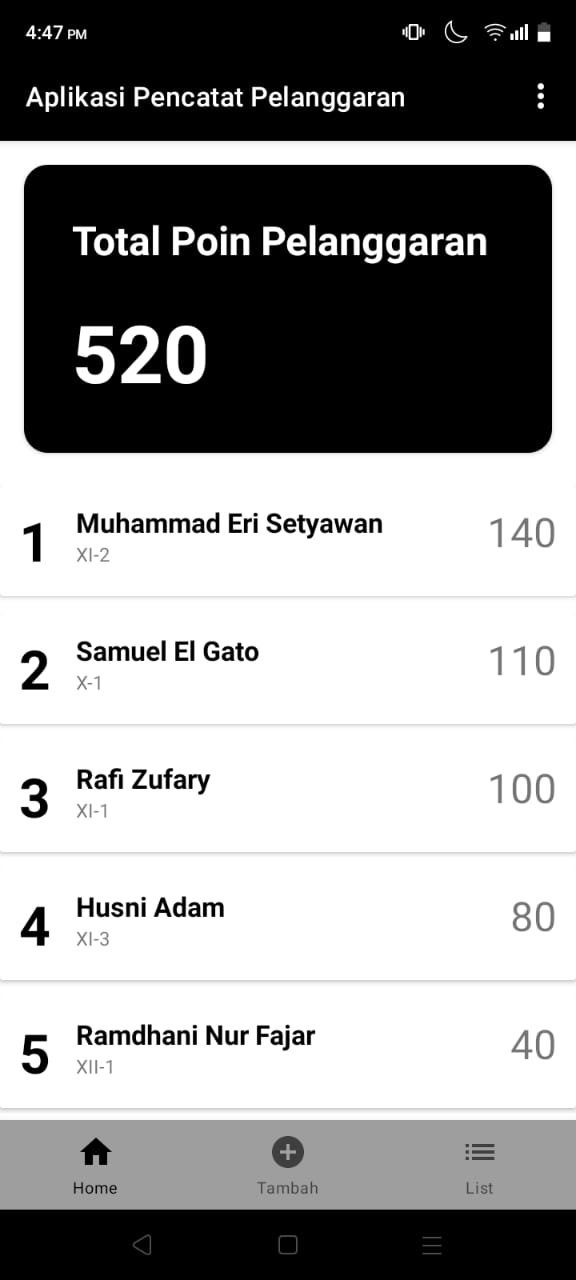 4:47 PM
Aplikasi Pencatat Pelanggaran
Total Poin Pelanggaran
520
1
Muhammad Eri Setyawan
XI-2
140
2
Samuel El Gato
X-1
110
3
Rafi Zufary
XI-1
100
4
Husni Adam
XI-3
80
5
Ramdhani Nur Fajar
XII-1
40
Home
Tambah
List